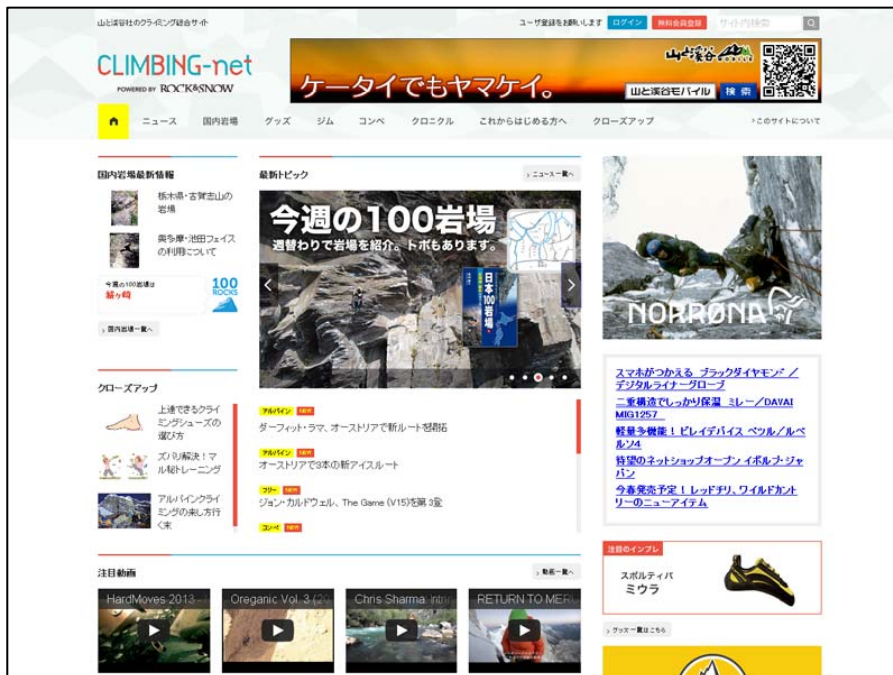 山と溪谷社のクライミング総合サイト
ユーザ登録をお願いします ログイン 無料会員登録 サイト内検索
CLIMBING-net
POWERED BY ROCK&SNOW
ケータイでもヤマケイ。
山と溪谷 MOBILE
山と溪谷モバイル 検索
ニュース 国内岩場 グッズ ジム コンペ クロニクル これからはじめる方へ クローズアップ >このサイトについて
国内岩場最新情報
栃木県・古賀志山の
岩場
奥多摩・池田フェイス
の利用について
今週の100岩場は
100
ROCKS
> 国内岩場一覧へ
クローズアップ
上達できるクライ
ミングシューズの
選び方
ズバリ解決!マ
ル秘トレーニング
アルパインクライ
ミングの来し方行
く末
最新トピック
> ニュース一覧へ
今週の100岩場
週替わりで岩場を紹介。トポもあります。
日本100岩場
アルパイン NEW
ダーフィット・ラマ、オーストリアで新ルートを開拓
アルパイン NEW
オーストリアで3本の新アイスルート
フリー NEW
ジョン・カルドウェル、The Game (V15)を第3登
コンペ NEW
NORRØNA
スマホがつかえる ブラックダイヤモンド/
デジタルライナーグローブ
二重構造でしっかり保温 ミレー/DAVAI
MIG1257
軽量多機能！ビレイデバイス ペツル/ルベ
ルソ4
待望のネットショップオープン イボルブ・ジャ
パン
今春発売予定！レッドチリ、ワイルドカント
リーのニューアイテム
注目のインプレ
スポルティバ
ミウラ
> グッズ一覧はこちら
注目動画
> 動画一覧へ
HardMoves 2013
Oreganic Vol. 3 (20
Chris Sharma: Intri
RETURN TO MERU